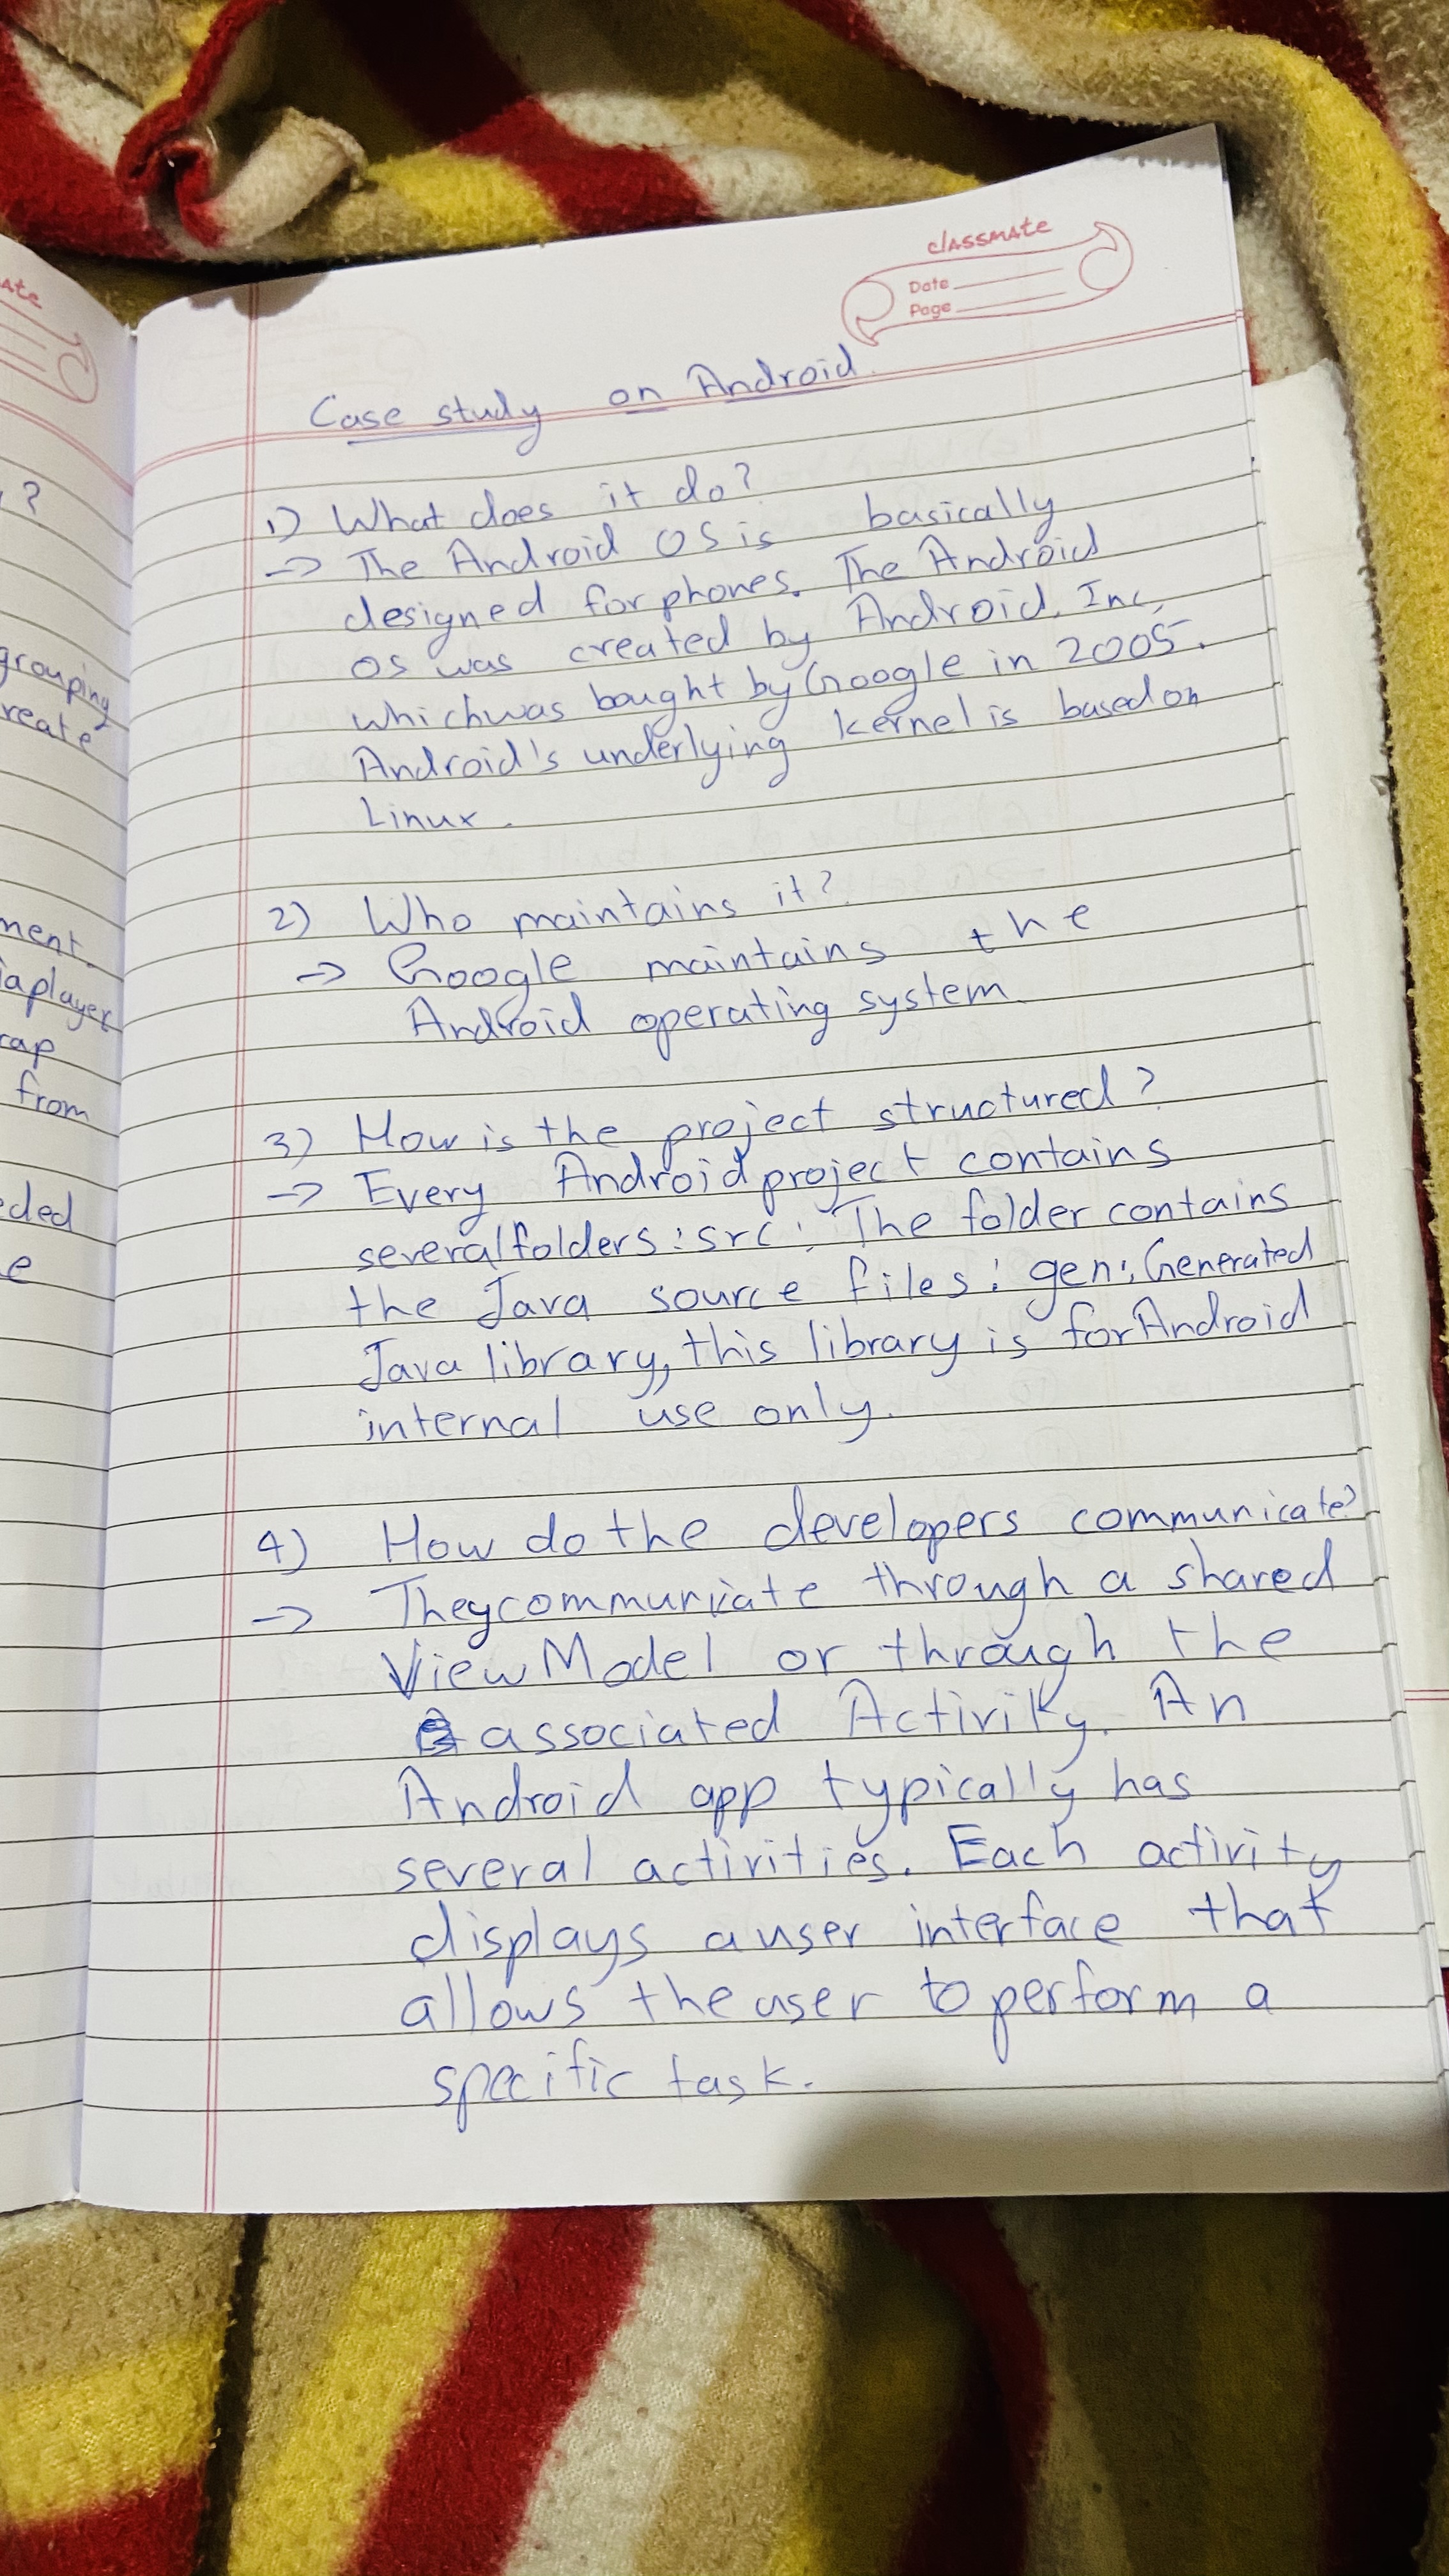 ate
?
grouping
reate
ment.
iaplayer
rap
from
ded
e
classmate
Date
Page
Case study on Android.
1) What does it do?
→ The Android OS is basically
designed for phones. The Android
OS was created by Android, Inc,
which was bought by Google in 2005.
Android's underlying kernel is based on
Linux.
2) Who maintains it?
→ Google maintains the
Android operating system.
3) How is the project structured?
→ Every Android project contains
several folders: src: The folder contains
the Java source files: gen: Generated
Java library, this library is for Android
internal use only.
4) How do the developers communicate?
→ They communicate through a shared
ViewModel or through the
associated Activity. An
Android app typically has
several activities. Each activity
displays a user interface that
allows the user to perform a
specific task.